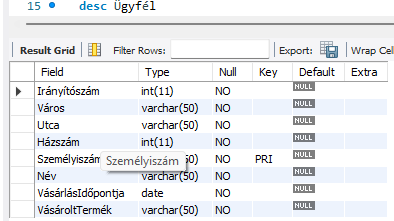 15 desc Ügyfél
Result Grid Filter Rows: Export: Wrap Cel
Field Type Null Key Default Extra
Irányítószám int(11) NO NULL
Város varchar(50) NO NULL
Utca varchar(50) NO NULL
Házszám int(11) NO NULL
Személyiszám Személyiszám 50) NO PRI NULL
Név varchar(50) NO NULL
VásárlásIdőpontja date NO NULL
VásároltTermék varchar(50) NO NULL